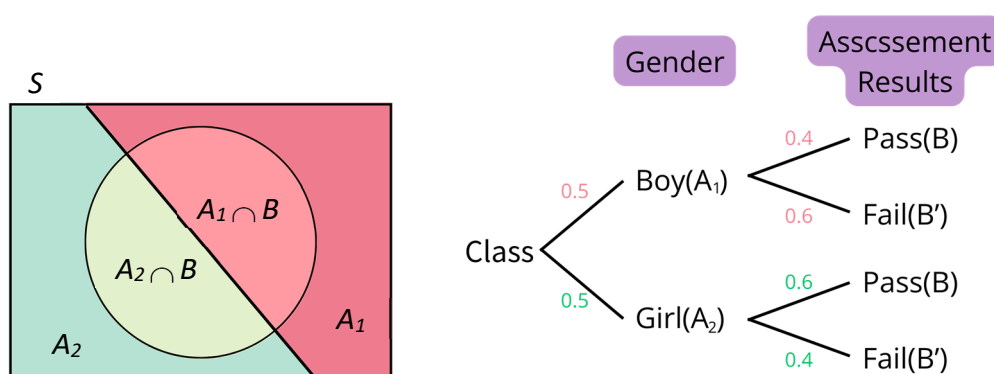 S
A₁ ∩ B
A₂ ∩ B
A₁
A₂
Gender
Asscssement
Results
Class
0.5
0.5
Boy(A₁)
Girl(A₂)
0.4
Pass(B)
0.6
Fail(B')
0.6
Pass(B)
0.4
Fail(B')